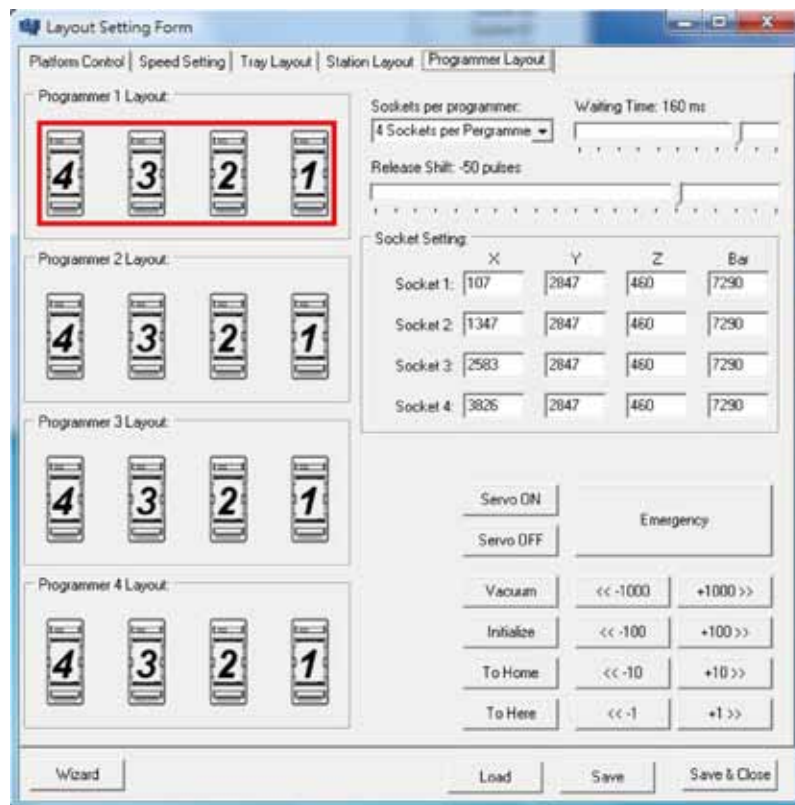 Layout Setting Form
Platform Control Speed Setting Tray Layout Station Layout Programmer Layout
Programmer 1 Layout:
4 3 2 1
Programmer 2 Layout:
4 3 2 1
Programmer 3 Layout:
4 3 2 1
Programmer 4 Layout:
4 3 2 1
Sockets per programmer:
4 Sockets per Pergramme
Waiting Time: 160 ms
Release Shift: -50 pulses
Socket Setting:
X Y Z Bar
Socket 1: 107 2847 460 7290
Socket 2: 1347 2847 460 7290
Socket 3: 2583 2847 460 7290
Socket 4: 3826 2847 460 7290
Servo ON
Servo OFF
Emergency
Vacuum << -1000 +1000 >>
Initialize << -100 +100 >>
To Home << -10 +10 >>
To Here << -1 +1 >>
Wizard Load Save Save & Close